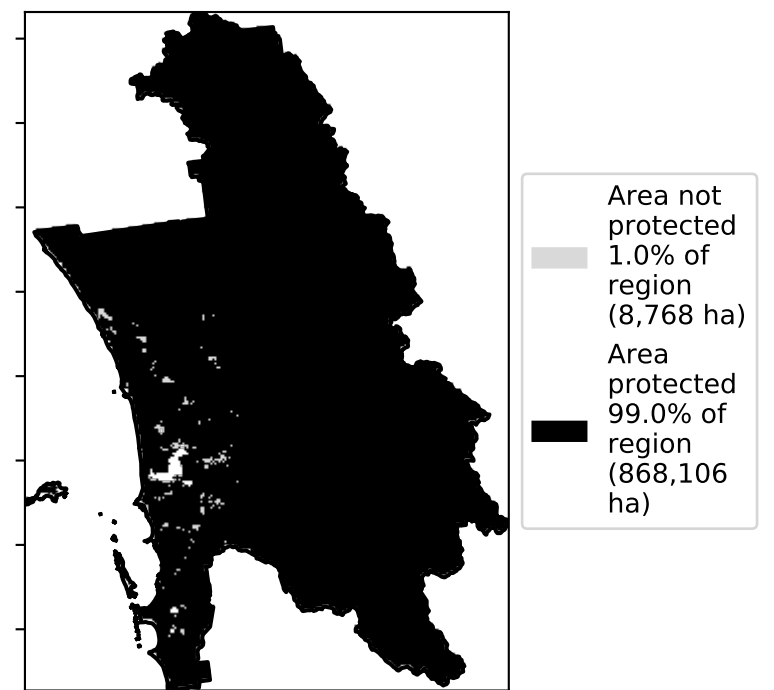 Area not
protected
1.0% of
region
(8,768 ha)
Area
protected
99.0% of
region
(868,106
ha)